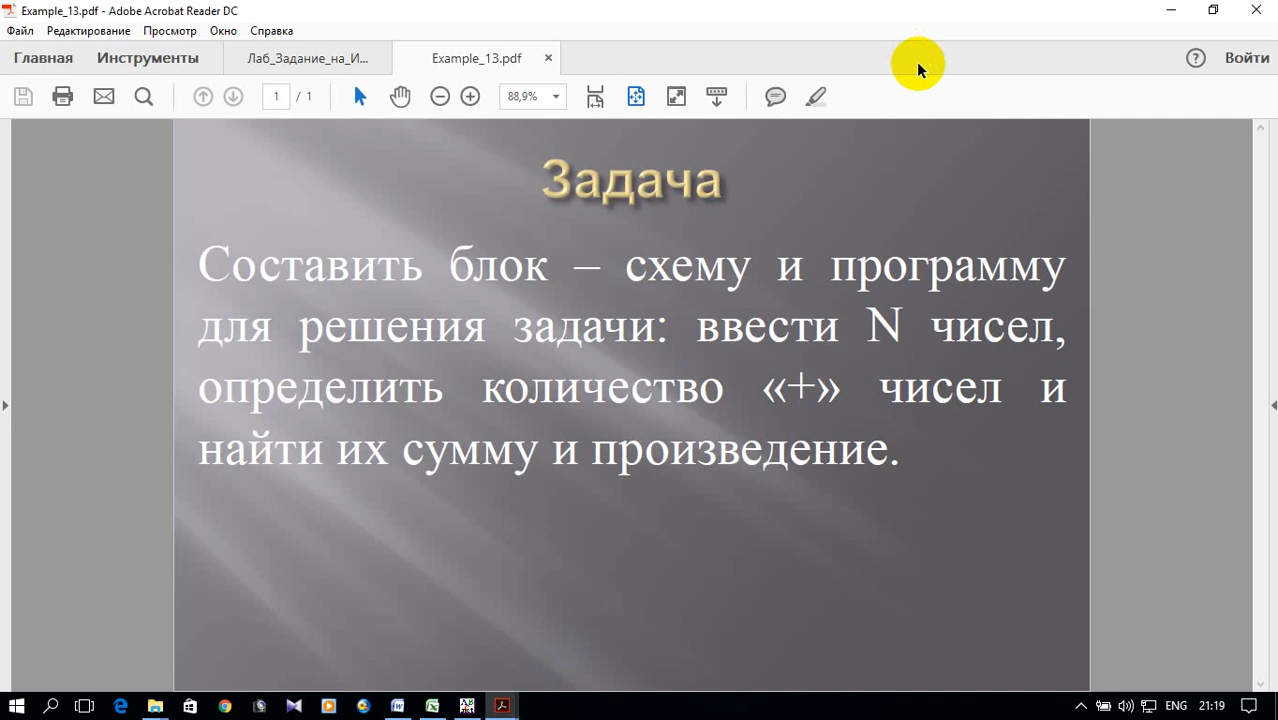 Example_13.pdf - Adobe Acrobat Reader DC
Файл Редактирование Просмотр Окно Справка
Главная Инструменты Лаб_Задание_на_И... Example_13.pdf Войти
1 / 1 88,9%
Задача
Составить блок – схему и программу
для решения задачи: ввести N чисел,
определить количество «+» чисел и
найти их сумму и произведение.
ENG 21:19